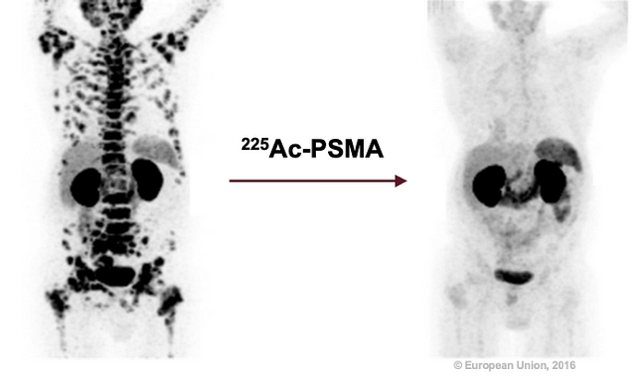 ²²⁵Ac-PSMA
© European Union, 2016